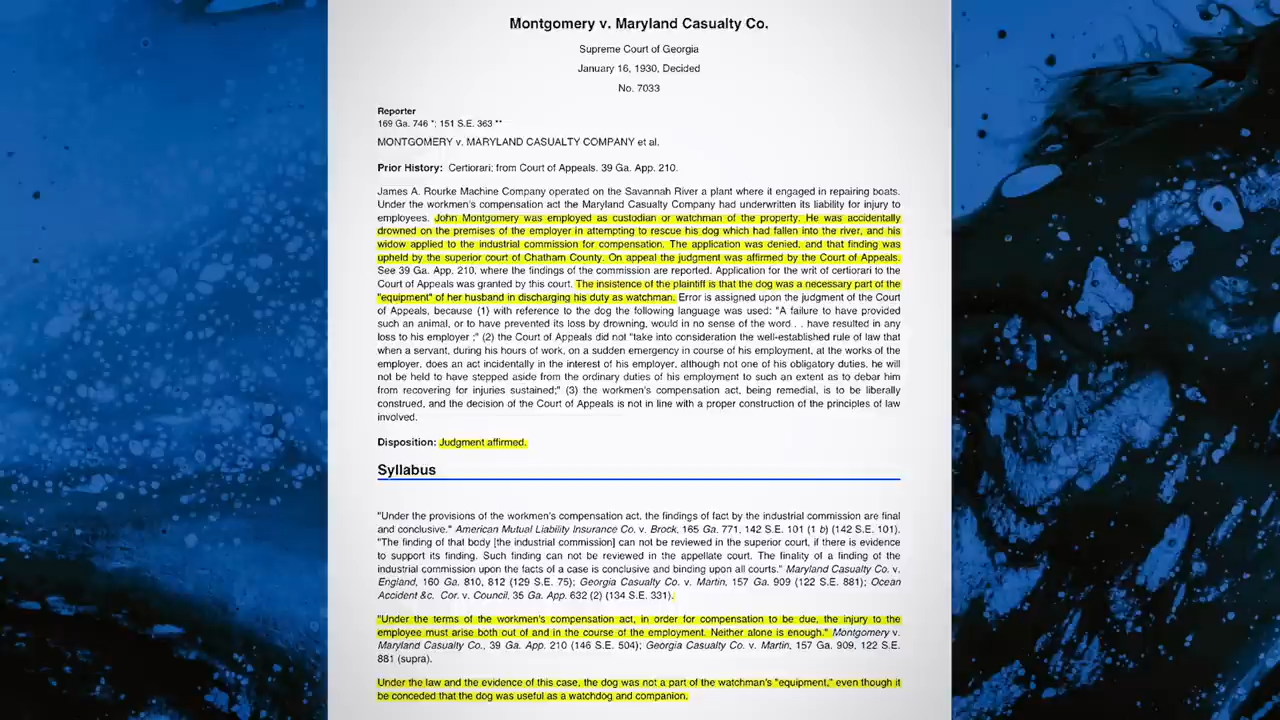 Montgomery v. Maryland Casualty Co.
Supreme Court of Georgia
January 16, 1930, Decided
No. 7033
Reporter
169 Ga. 746 *; 151 S.E. 363 **
MONTGOMERY v. MARYLAND CASUALTY COMPANY et al.
Prior History: Certiorari; from Court of Appeals. 39 Ga. App. 210.
James A. Rourke Machine Company operated on the Savannah River a plant where it engaged in repairing boats.
Under the workmen's compensation act the Maryland Casualty Company had underwritten its liability for injury to
employees. John Montgomery was employed as custodian or watchman of the property. He was accidentally
drowned on the premises of the employer in attempting to rescue his dog which had fallen into the river, and his
widow applied to the industrial commission for compensation. The application was denied, and that finding was
upheld by the superior court of Chatham County. On appeal the judgment was affirmed by the Court of Appeals.
See 39 Ga. App. 210, where the findings of the commission are reported. Application for the writ of certiorari to the
Court of Appeals was granted by this court. The insistence of the plaintiff is that the dog was a necessary part of the
"equipment" of her husband in discharging his duty as watchman. Error is assigned upon the judgment of the Court
of Appeals, because (1) with reference to the dog the following language was used: "A failure to have provided
such an animal, or to have prevented its loss by drowning, would in no sense of the word . . have resulted in any
loss to his employer ;" (2) the Court of Appeals did not "take into consideration the well-established rule of law that
when a servant, during his hours of work, on a sudden emergency in course of his employment, at the works of the
employer, does an act incidentally in the interest of his employer, although not one of his obligatory duties, he will
not be held to have stepped aside from the ordinary duties of his employment to such an extent as to debar him
from recovering for injuries sustained;" (3) the workmen's compensation act, being remedial, is to be liberally
construed, and the decision of the Court of Appeals is not in line with a proper construction of the principles of law
involved.
Disposition: Judgment affirmed.
Syllabus
"Under the provisions of the workmen's compensation act, the findings of fact by the industrial commission are final
and conclusive." American Mutual Liability Insurance Co. v. Brock, 165 Ga. 771, 142 S.E. 101 (1 b) (142 S.E. 101).
"The finding of that body [the industrial commission] can not be reviewed in the superior court, if there is evidence
to support its finding. Such finding can not be reviewed in the appellate court. The finality of a finding of the
industrial commission upon the facts of a case is conclusive and binding upon all courts." Maryland Casualty Co. v.
England, 160 Ga. 810, 812 (129 S.E. 75); Georgia Casualty Co. v. Martin, 157 Ga. 909 (122 S.E. 881); Ocean
Accident &c. Cor. v. Council, 35 Ga. App. 632 (2) (134 S.E. 331).
"Under the terms of the workmen's compensation act, in order for compensation to be due, the injury to the
employee must arise both out of and in the course of the employment. Neither alone is enough." Montgomery v.
Maryland Casualty Co., 39 Ga. App. 210 (146 S.E. 504); Georgia Casualty Co. v. Martin, 157 Ga. 909, 122 S.E.
881 (supra).
Under the law and the evidence of this case, the dog was not a part of the watchman's "equipment," even though it
be conceded that the dog was useful as a watchdog and companion.